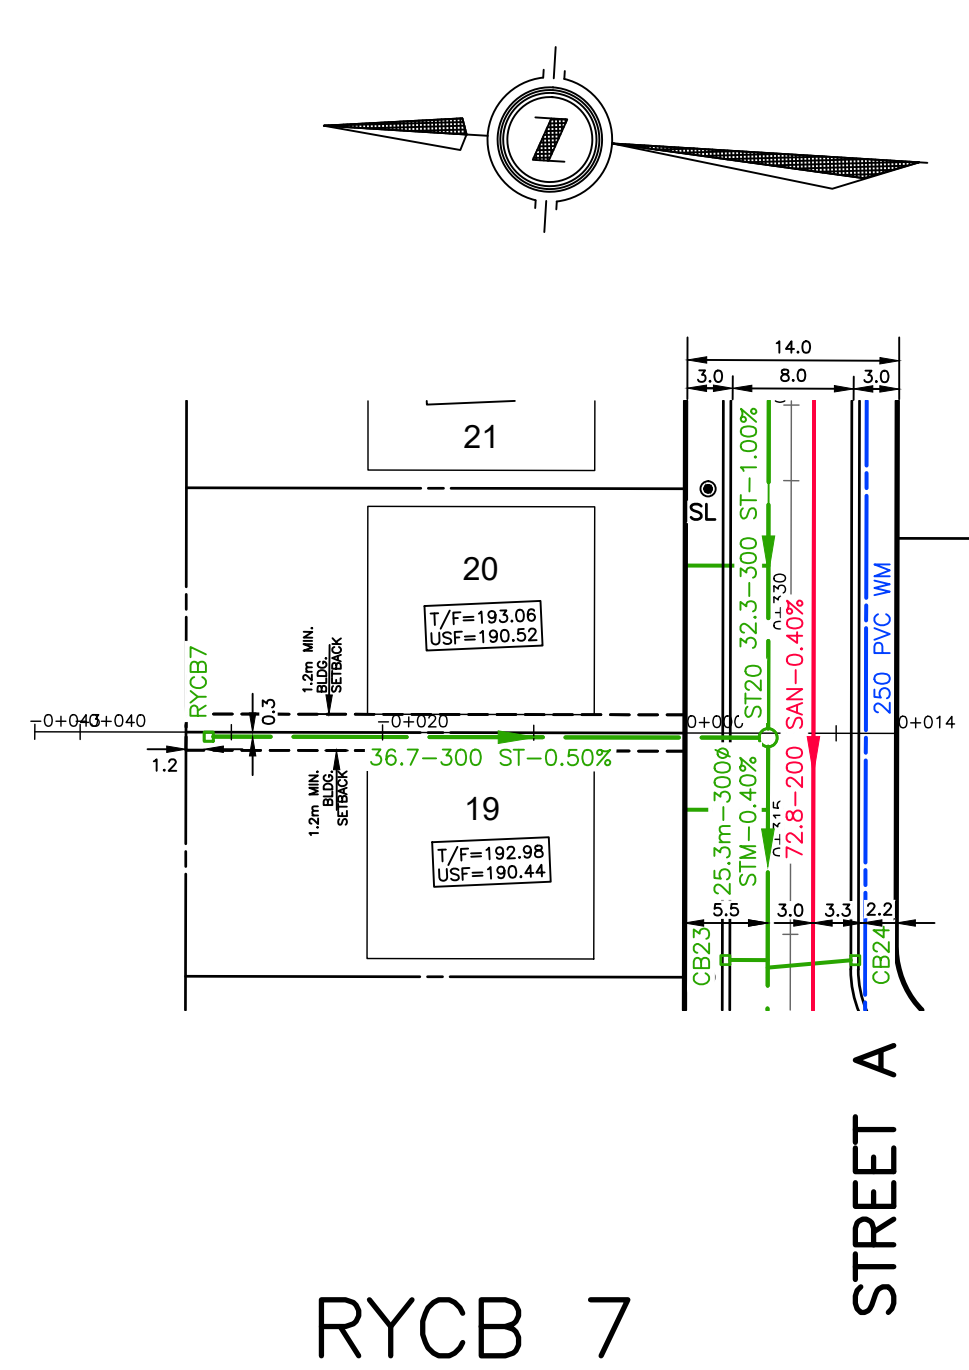 Z
14.0
3.0
8.0
3.0
21
SL
20
T/F=193.06
USF=190.52
ST20 32.3-300 ST-1.00%
0+330
72.8-200 SAN-0.40%
250 PVC WM
RYCB7
1.2m MIN.
BLDG.
SETBACK
0.3
-0+040
-0+020
0+000
0+014
1.2
36.7-300 ST-0.50%
1.2m MIN.
BLDG.
SETBACK
19
T/F=192.98
USF=190.44
25.3m-300Ø
STM-0.40%
0+315
5.5
3.0
3.3
2.2
CB23
CB24
STREET A
RYCB 7